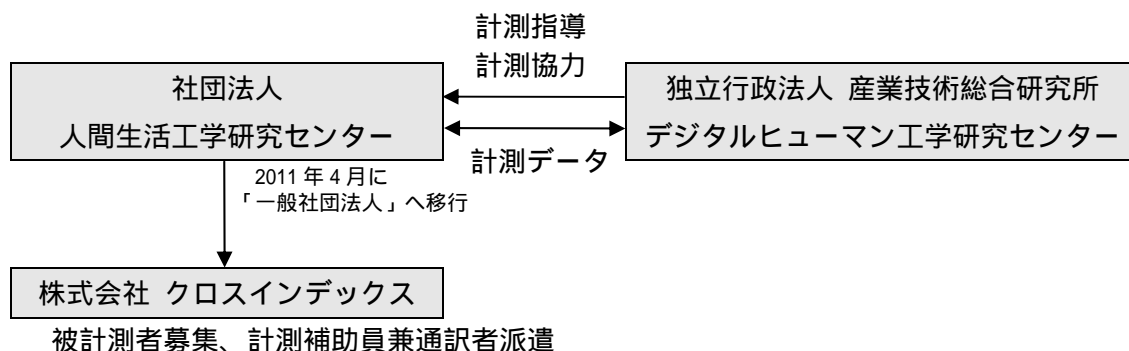 計測指導
計測協力
社団法人
人間生活工学研究センター
独立行政法人 産業技術総合研究所
デジタルヒューマン工学研究センター
計測データ
2011年4月に
「一般社団法人」へ移行
株式会社 クロスインデックス
被計測者募集、計測補助員兼通訳者派遣